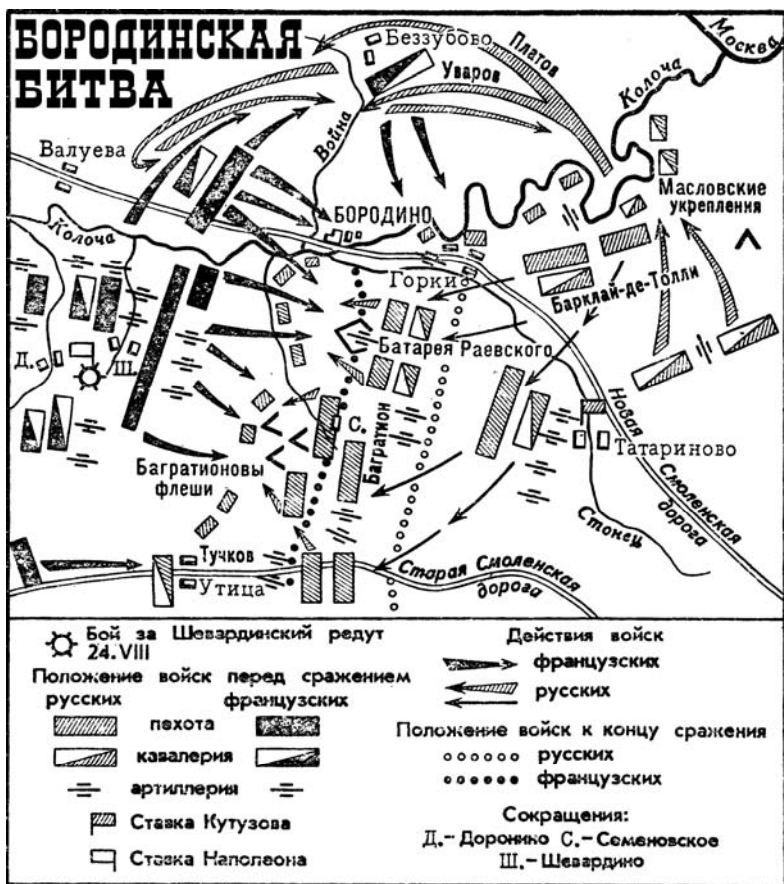 БОРОДИНСКАЯ
БИТВА
Беззубово
Платов
Уваров
Москва
Колоча
Война
Валуева
Масловские
укрепления
БОРОДИНО
Колоча
Горки
Барклай-де-Толли
Батарея Раевского
Д.
Ш.
С.
Багратион
Новая
Смоленская
дорога
Татариново
Багратионовы
флеши
Стонец
Тучков
Утица
Старая Смоленская
дорога
Бой за Шевардинский редут
24.VIII
Положение войск перед сражением
русских французских
пехота
кавалерия
артиллерия
Ставка Кутузова
Ставка Наполеона
Действия войск
французских
русских
Положение войск к концу сражения
русских
французских
Сокращения:
Д.-Доронино С.-Семеновское
Ш.-Шевардино